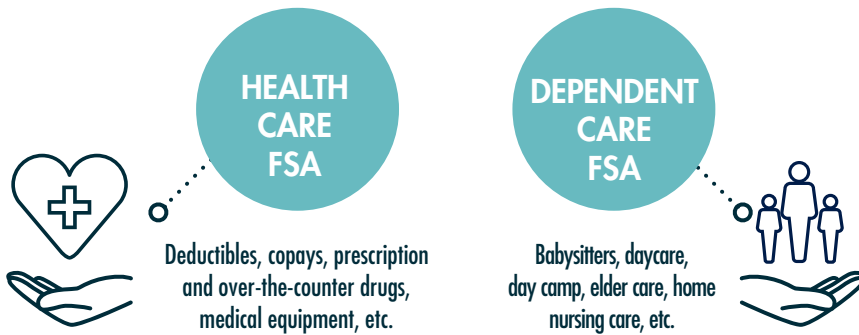 HEALTH
CARE
FSA
Deductibles, copays, prescription
and over-the-counter drugs,
medical equipment, etc.
DEPENDENT
CARE
FSA
Babysitters, daycare,
day camp, elder care, home
nursing care, etc.